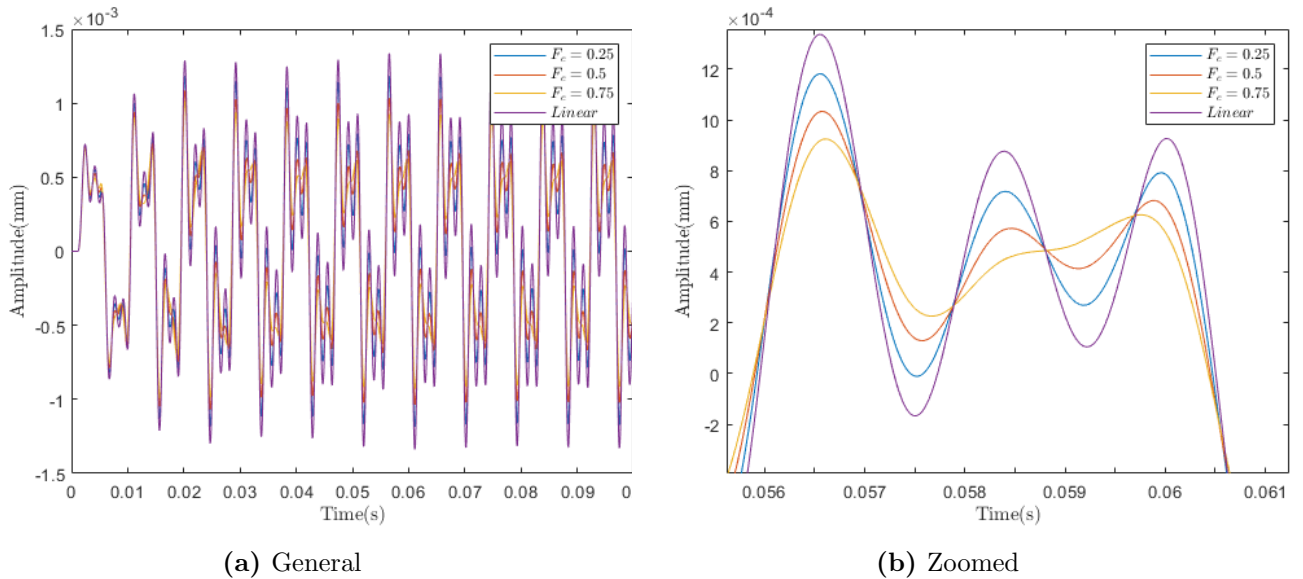 ×10⁻³
1.5
1
0.5
0
-0.5
-1
-1.5
Amplitude(mm)
F_c = 0.25
F_c = 0.5
F_c = 0.75
Linear
0 0.01 0.02 0.03 0.04 0.05 0.06 0.07 0.08 0.09 0
Time(s)
(a) General
×10⁻⁴
12
10
8
6
4
2
0
-2
Amplitude(mm)
F_c = 0.25
F_c = 0.5
F_c = 0.75
Linear
0.056 0.057 0.058 0.059 0.06 0.061
Time(s)
(b) Zoomed